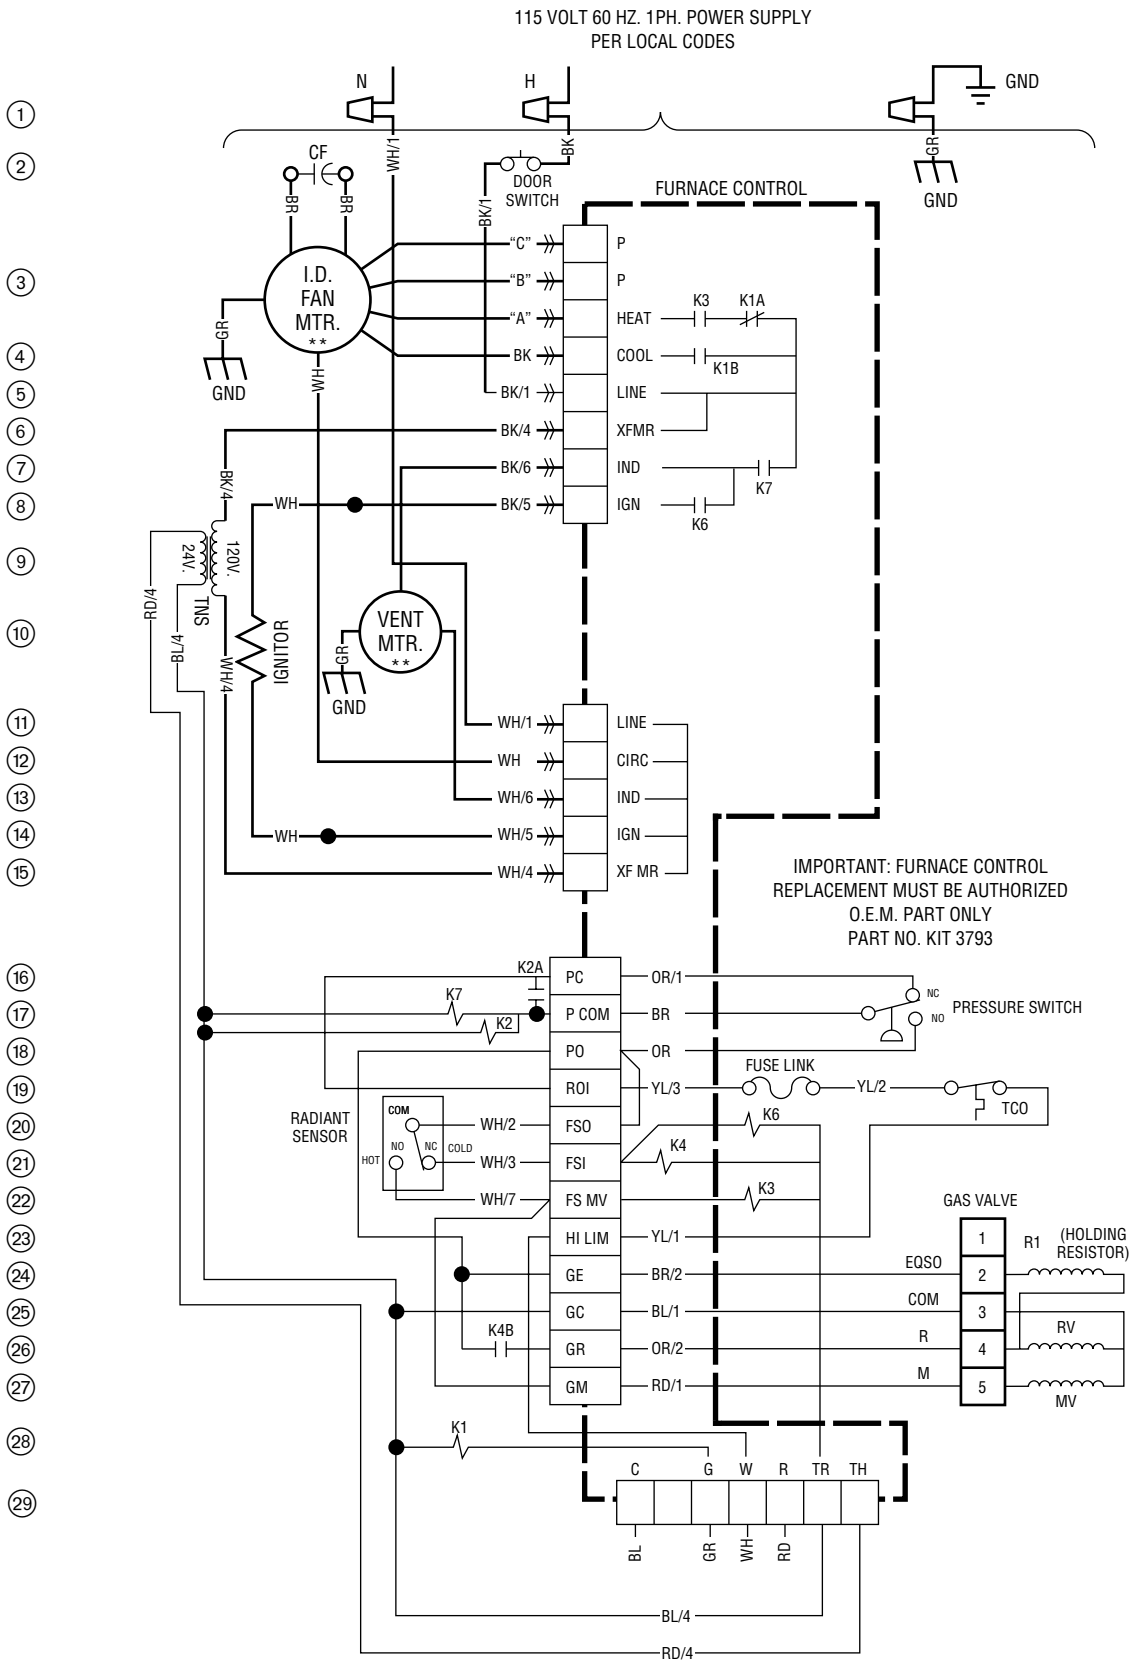 115 VOLT 60 HZ. 1PH. POWER SUPPLY
PER LOCAL CODES
N
H
GND
1
WH/1
BK
GR
2
CF
BR
BR
DOOR
SWITCH
BK/1
GND
FURNACE CONTROL
"C"
P
3
I.D.
FAN
MTR.
**
"B"
P
"A"
HEAT
K3
K1A
GR
GND
WH
4
BK
COOL
K1B
5
BK/1
LINE
6
BK/4
XFMR
7
BK/6
IND
K7
8
BK/4
WH
BK/5
IGN
K6
9
24V.
120V.
TNS
RD/4
BL/4
10
WH/4
IGNITOR
VENT
MTR.
**
GR
GND
11
WH/1
LINE
12
WH
CIRC
13
WH/6
IND
14
WH
WH/5
IGN
15
WH/4
XF MR
IMPORTANT: FURNACE CONTROL
REPLACEMENT MUST BE AUTHORIZED
O.E.M. PART ONLY
PART NO. KIT 3793
16
K2A
PC
OR/1
NC
17
K7
K2
P COM
BR
NO
PRESSURE SWITCH
18
PO
OR
FUSE LINK
19
ROI
YL/3
YL/2
TCO
20
RADIANT
SENSOR
COM
WH/2
FSO
K6
21
HOT
NO
NC
COLD
WH/3
FSI
K4
22
WH/7
FS MV
K3
GAS VALVE
23
HI LIM
YL/1
1
R1
(HOLDING
RESISTOR)
24
GE
BR/2
EQSO
2
25
GC
BL/1
COM
3
RV
26
K4B
GR
OR/2
R
4
27
GM
RD/1
M
5
MV
28
K1
C
G
W
R
TR
TH
29
BL
GR
WH
RD
BL/4
RD/4